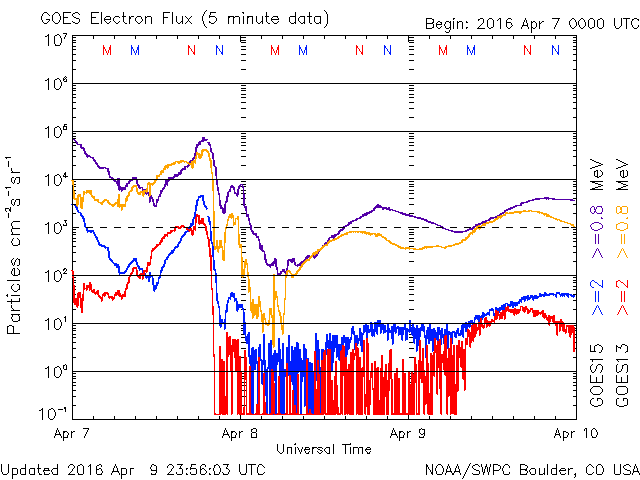 GOES Electron Flux (5 minute data)
Begin: 2016 Apr 7 0000 UTC
10⁷
M M N N M M N N M M N N
10⁶
10⁵
10⁴
10³
10²
10¹
10⁰
10⁻¹
Particles cm⁻²s⁻¹sr⁻¹
Apr 7 Apr 8 Apr 9 Apr 10
Universal Time
GOES15 >=2 >=0.8 MeV
GOES13 >=2 >=0.8 MeV
Updated 2016 Apr 9 23:56:03 UTC
NOAA/SWPC Boulder, CO USA